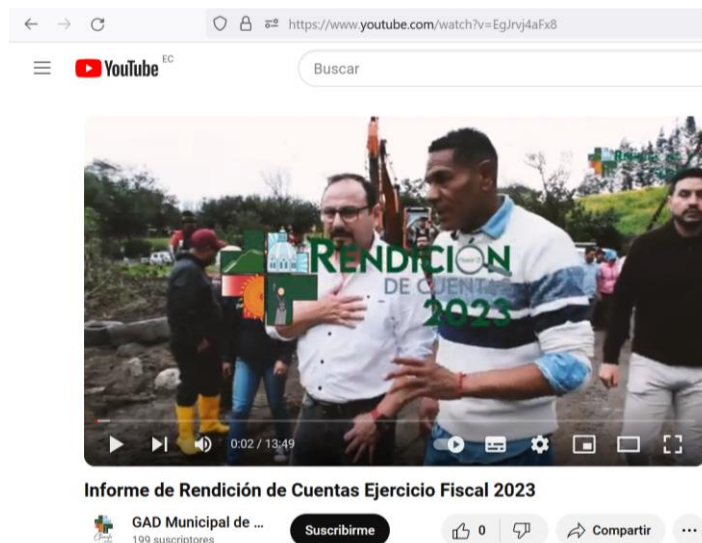 https://www.youtube.com/watch?v=EgJrvj4aFx8
YouTube EC
Buscar
RENDICIÓN
DE CUENTAS
2023
0:02 / 13:49
Informe de Rendición de Cuentas Ejercicio Fiscal 2023
GAD Municipal de ...
199 suscriptores
Suscribirme
0
Compartir